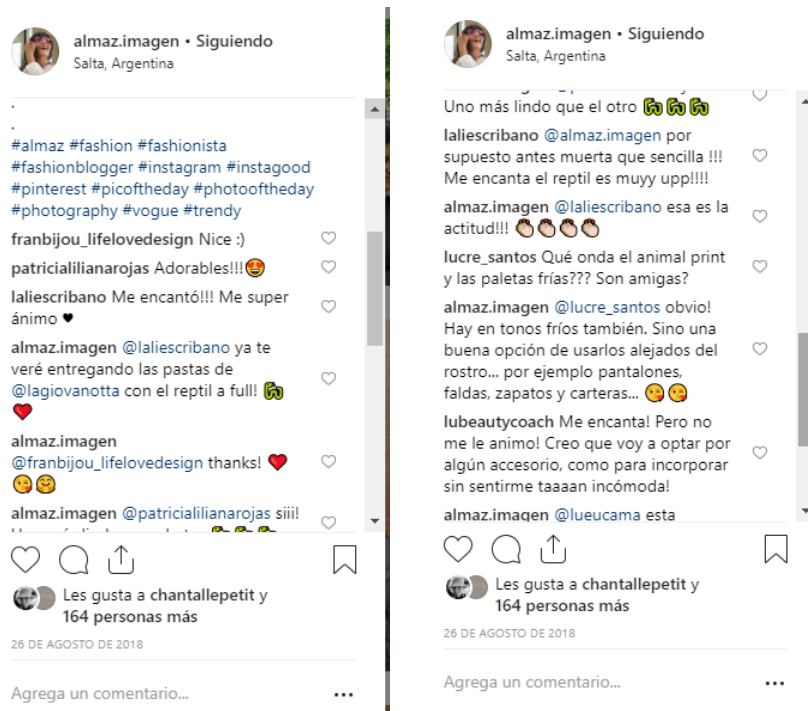 almaz.imagen • Siguiendo
Salta, Argentina
.
.
#almaz #fashion #fashionista
#fashionblogger #instagram #instagood
#pinterest #picoftheday #photooftheday
#photography #vogue #trendy
franbijou_lifelovedesign Nice :)
patricialilianarojas Adorables!!!😍
laliescribano Me encantó!!! Me super
ánimo ♥
almaz.imagen @laliescribano ya te
veré entregando las pastas de
@lagiovanotta con el reptil a full! 🐍
❤️
almaz.imagen
@franbijou_lifelovedesign thanks! ❤️
😘🤗
almaz.imagen @patricialilianarojas siii!
Les gusta a chantallepetit y
164 personas más
26 DE AGOSTO DE 2018
Agrega un comentario...
almaz.imagen • Siguiendo
Salta, Argentina
Uno más lindo que el otro 🐍🐍🐍
laliescribano @almaz.imagen por
supuesto antes muerta que sencilla !!!
Me encanta el reptil es muyy upp!!!!
almaz.imagen @laliescribano esa es la
actitud!!! 👏👏👏👏
lucre_santos Qué onda el animal print
y las paletas frías??? Son amigas?
almaz.imagen @lucre_santos obvio!
Hay en tonos fríos también. Sino una
buena opción de usarlos alejados del
rostro... por ejemplo pantalones,
faldas, zapatos y carteras... 😘😘
lubeautycoach Me encanta! Pero no
me le animo! Creo que voy a optar por
algún accesorio, como para incorporar
sin sentirme taaaan incómoda!
almaz.imagen @lueucama esta
Les gusta a chantallepetit y
164 personas más
26 DE AGOSTO DE 2018
Agrega un comentario...